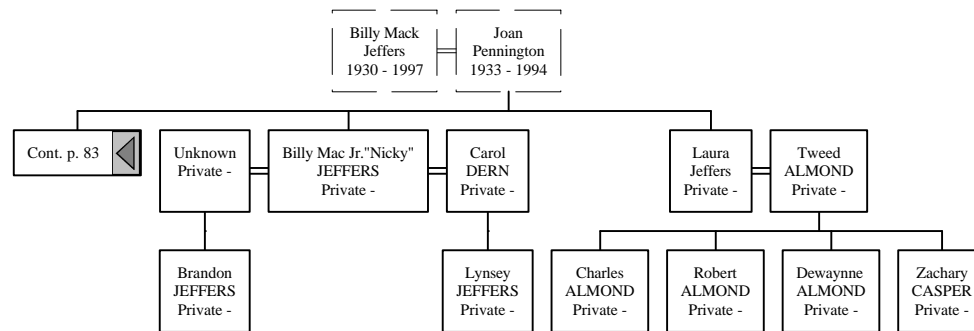 Billy Mack
Jeffers
1930 - 1997
Joan
Pennington
1933 - 1994
Cont. p. 83
Unknown
Private -
Billy Mac Jr."Nicky"
JEFFERS
Private -
Carol
DERN
Private -
Laura
Jeffers
Private -
Tweed
ALMOND
Private -
Brandon
JEFFERS
Private -
Lynsey
JEFFERS
Private -
Charles
ALMOND
Private -
Robert
ALMOND
Private -
Dewaynne
ALMOND
Private -
Zachary
CASPER
Private -